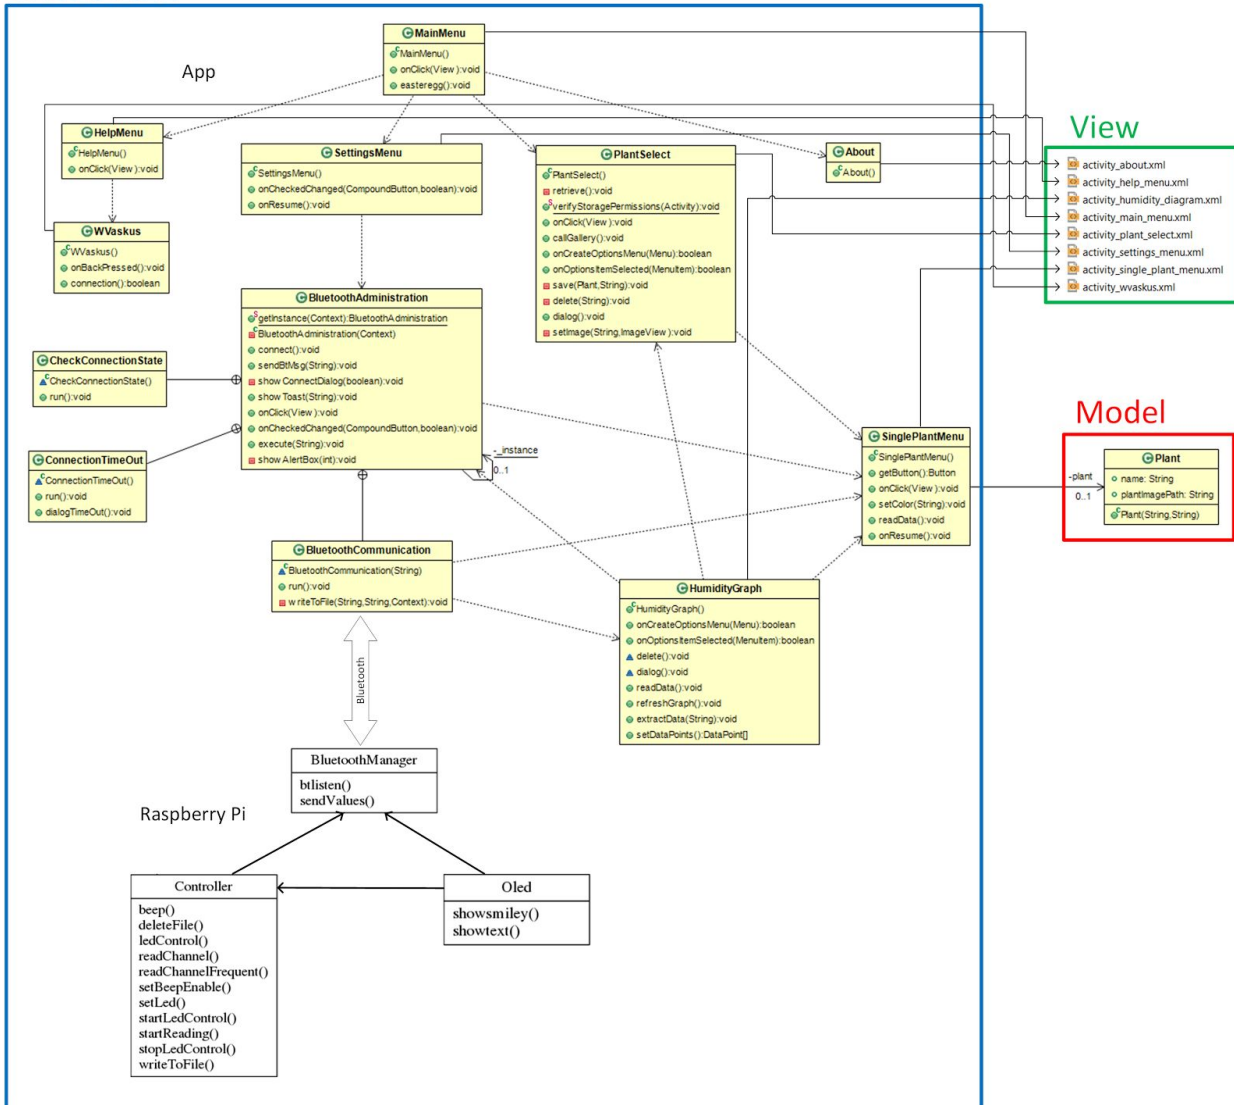 App
MainMenu
MainMenu()
onClick(View):void
easteregg():void
HelpMenu
HelpMenu()
onClick(View):void
SettingsMenu
SettingsMenu()
onCheckedChanged(CompoundButton,boolean):void
onResume():void
PlantSelect
PlantSelect()
retrieve():void
verifyStoragePermissions(Activity):void
onClick(View):void
callGallery():void
onCreateOptionsMenu(Menu):boolean
onOptionsItemSelected(MenuItem):boolean
save(Plant,String):void
delete(String):void
dialog():void
setImage(String,ImageView):void
About
About()
View
activity_about.xml
activity_help_menu.xml
activity_humidity_diagram.xml
activity_main_menu.xml
activity_plant_select.xml
activity_settings_menu.xml
activity_single_plant_menu.xml
activity_wvaskus.xml
WVaskus
WVaskus()
onBackPressed():void
connection():boolean
BluetoothAdministration
getInstance(Context):BluetoothAdministration
BluetoothAdministration(Context)
connect():void
sendBtMsg(String):void
showConnectDialog(boolean):void
showToast(String):void
onClick(View):void
onCheckedChanged(CompoundButton,boolean):void
execute(String):void
showAlertBox(int):void
-_instance
0..1
CheckConnectionState
CheckConnectionState()
run():void
ConnectionTimeOut
ConnectionTimeOut()
run():void
dialogTimeOut():void
SinglePlantMenu
SinglePlantMenu()
getButton():Button
onClick(View):void
setColor(String):void
readData():void
onResume():void
Model
-plant
0..1
Plant
name: String
plantImagePath: String
Plant(String,String)
BluetoothCommunication
BluetoothCommunication(String)
run():void
writeToFile(String,String,Context):void
HumidityGraph
HumidityGraph()
onCreateOptionsMenu(Menu):boolean
onOptionsItemSelected(MenuItem):boolean
delete():void
dialog():void
readData():void
refreshGraph():void
extractData(String):void
setDataPoints():DataPoint[]
Bluetooth
BluetoothManager
btlisten()
sendValues()
Raspberry Pi
Controller
beep()
deleteFile()
ledControl()
readChannel()
readChannelFrequent()
setBeepEnable()
setLed()
startLedControl()
startReading()
stopLedControl()
writeToFile()
Oled
showsmiley()
showtext()